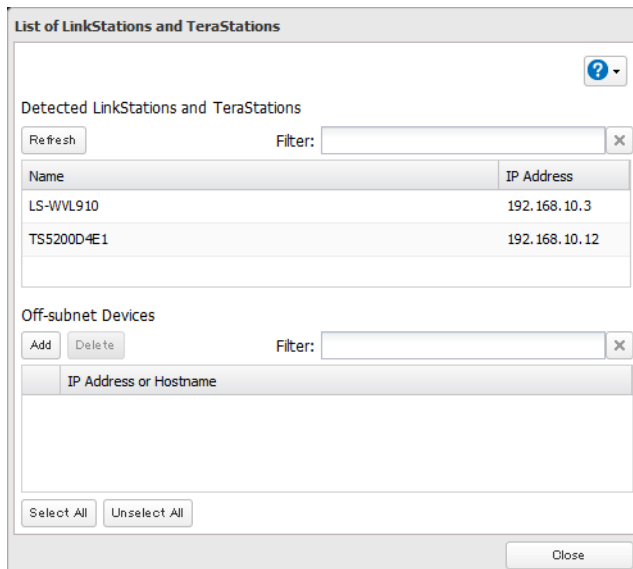 List of LinkStations and TeraStations
?
Detected LinkStations and TeraStations
Refresh Filter:
Name IP Address
LS-WVL910 192.168.10.3
TS5200D4E1 192.168.10.12
Off-subnet Devices
Add Delete Filter:
IP Address or Hostname
Select All Unselect All
Close